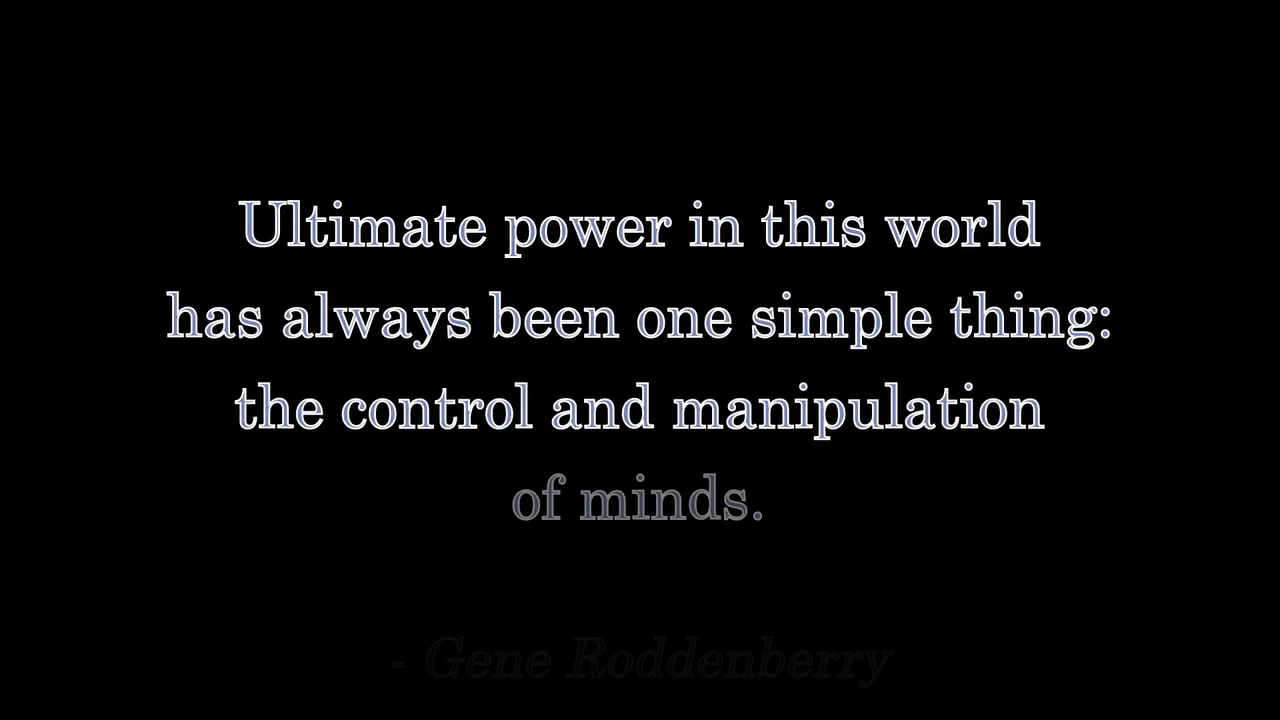 Ultimate power in this world
has always been one simple thing:
the control and manipulation
of minds.
- Gene Roddenberry